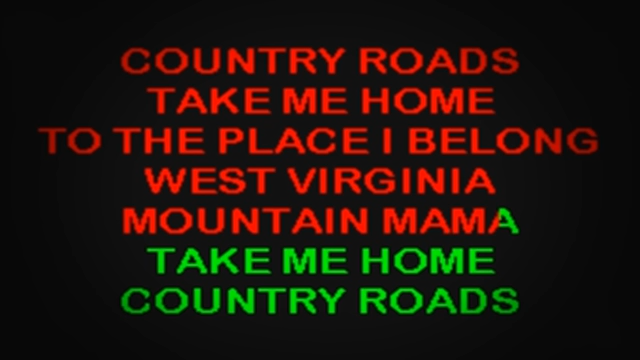 COUNTRY ROADS
TAKE ME HOME
TO THE PLACE I BELONG
WEST VIRGINIA
MOUNTAIN MAMA
TAKE ME HOME
COUNTRY ROADS